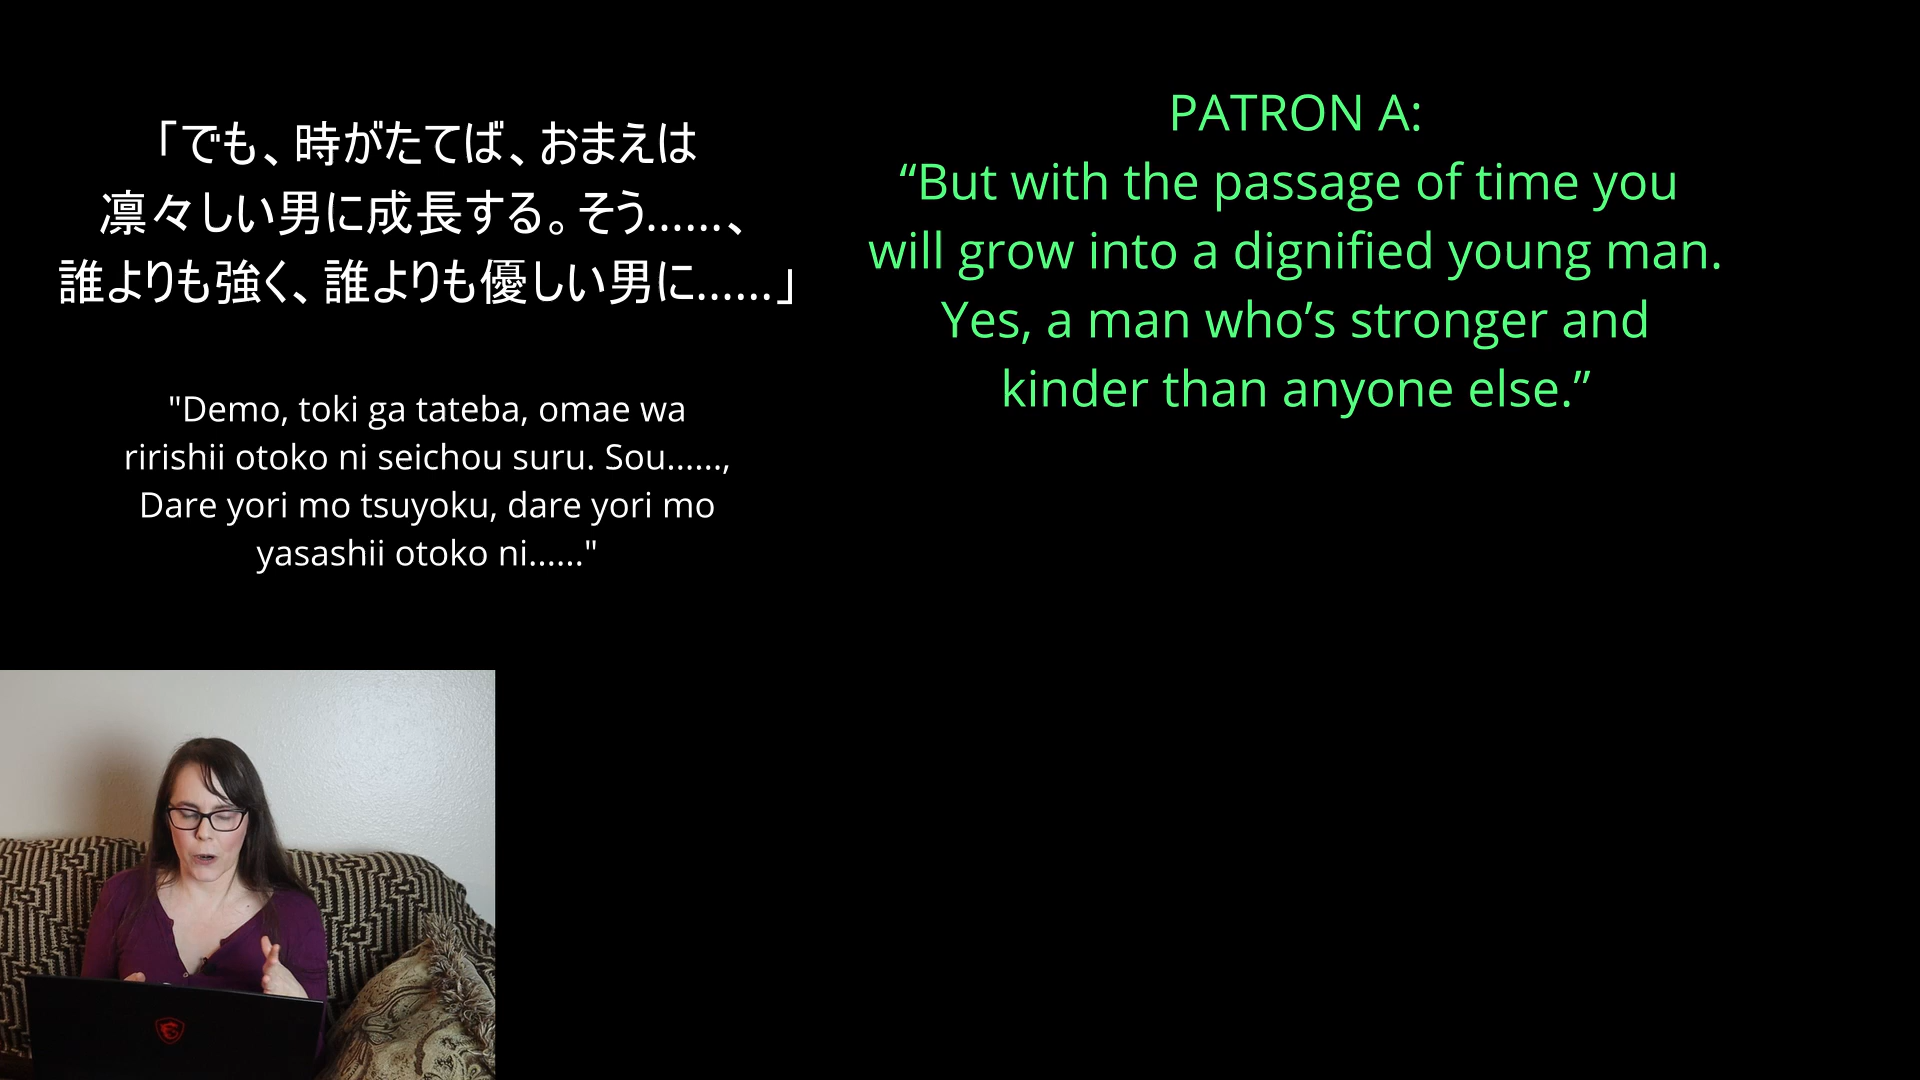 「でも、時がたてば、おまえは
凛々しい男に成長する。そう......、
誰よりも強く、誰よりも優しい男に......」
"Demo, toki ga tateba, omae wa
ririshii otoko ni seichou suru. Sou......,
Dare yori mo tsuyoku, dare yori mo
yasashii otoko ni......"
PATRON A:
“But with the passage of time you
will grow into a dignified young man.
Yes, a man who’s stronger and
kinder than anyone else.”